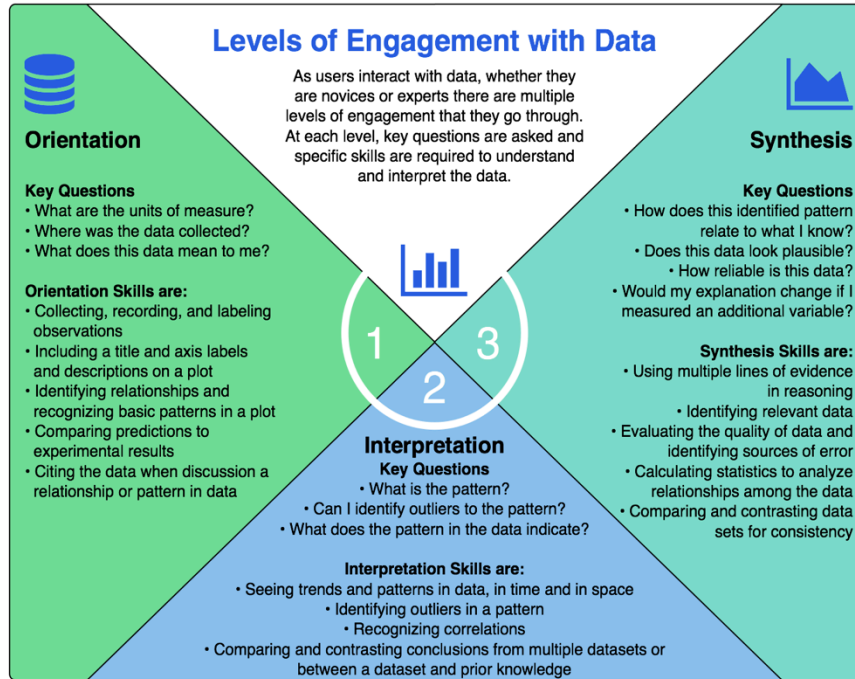 Levels of Engagement with Data
As users interact with data, whether they
are novices or experts there are multiple
levels of engagement that they go through.
At each level, key questions are asked and
specific skills are required to understand
and interpret the data.
Orientation
Key Questions
• What are the units of measure?
• Where was the data collected?
• What does this data mean to me?
Orientation Skills are:
• Collecting, recording, and labeling
observations
• Including a title and axis labels
and descriptions on a plot
• Identifying relationships and
recognizing basic patterns in a plot
• Comparing predictions to
experimental results
• Citing the data when discussion a
relationship or pattern in data
1
2
3
Interpretation
Key Questions
• What is the pattern?
• Can I identify outliers to the pattern?
• What does the pattern in the data indicate?
Interpretation Skills are:
• Seeing trends and patterns in data, in time and in space
• Identifying outliers in a pattern
• Recognizing correlations
• Comparing and contrasting conclusions from multiple datasets or
between a dataset and prior knowledge
Synthesis
Key Questions
• How does this identified pattern
relate to what I know?
• Does this data look plausible?
• How reliable is this data?
• Would my explanation change if I
measured an additional variable?
Synthesis Skills are:
• Using multiple lines of evidence
in reasoning
• Identifying relevant data
• Evaluating the quality of data and
identifying sources of error
• Calculating statistics to analyze
relationships among the data
• Comparing and contrasting data
sets for consistency